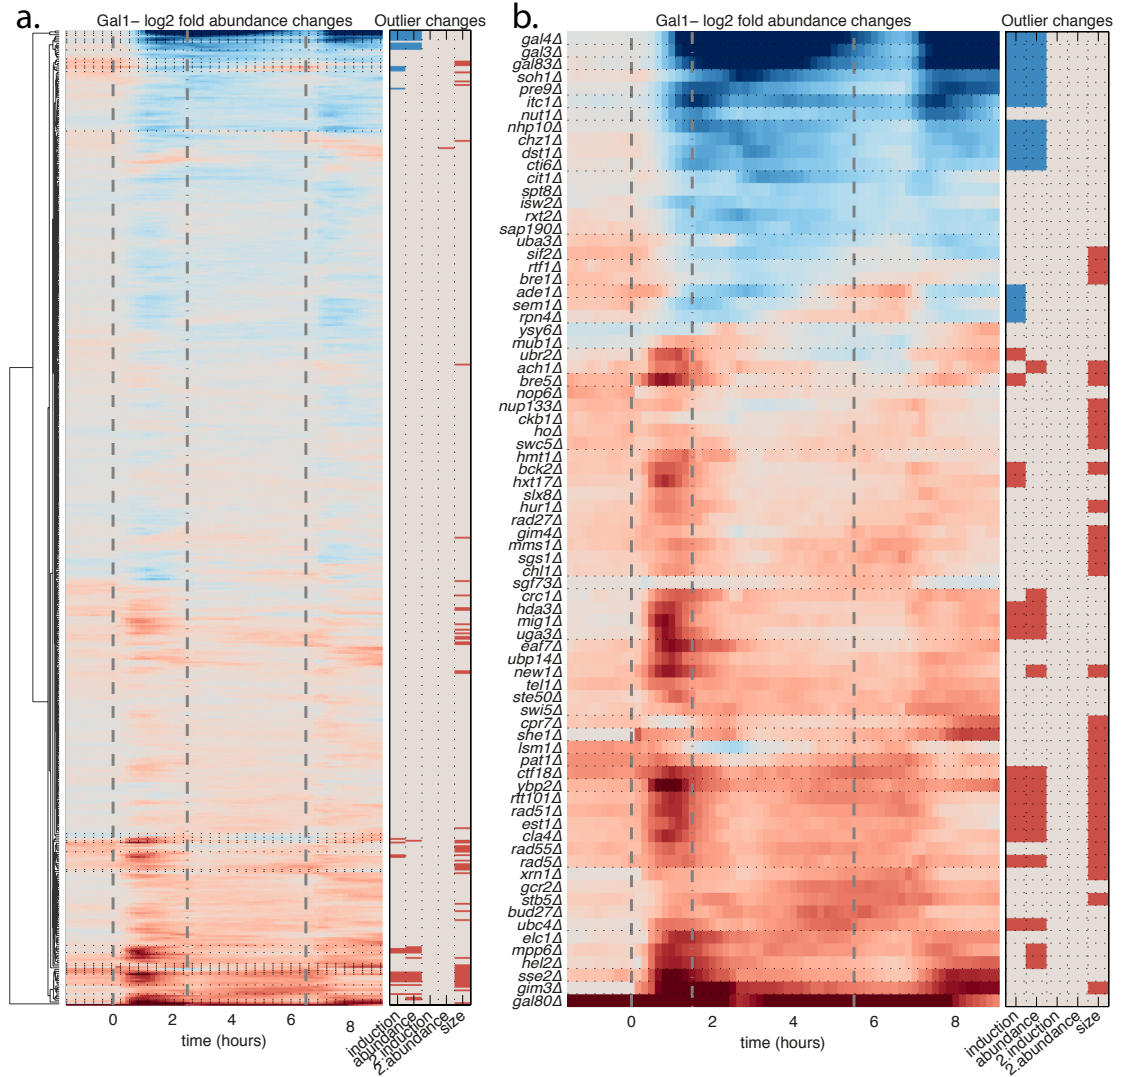 a.
Gal1− log2 fold abundance changes
Outlier changes
0
2
4
6
8
time (hours)
induction
abundance
2.induction
2.abundance
size
b.
Gal1− log2 fold abundance changes
Outlier changes
gal4Δ
gal3Δ
gal83Δ
soh1Δ
pre9Δ
itc1Δ
nut1Δ
nhp10Δ
chz1Δ
dst1Δ
cti6Δ
cit1Δ
spt8Δ
isw2Δ
rxt2Δ
sap190Δ
uba3Δ
sif2Δ
rtf1Δ
bre1Δ
ade1Δ
sem1Δ
rpn4Δ
ysy6Δ
mub1Δ
ubr2Δ
ach1Δ
bre5Δ
nop6Δ
nup133Δ
ckb1Δ
hoΔ
swc5Δ
hmt1Δ
bck2Δ
hxt17Δ
slx8Δ
hur1Δ
rad27Δ
gim4Δ
mms1Δ
sgs1Δ
chl1Δ
sgf73Δ
crc1Δ
hda3Δ
mig1Δ
uga3Δ
eaf7Δ
ubp14Δ
new1Δ
tel1Δ
ste50Δ
swi5Δ
cpr7Δ
she1Δ
lsm1Δ
pat1Δ
ctf18Δ
ybp2Δ
rtt101Δ
rad51Δ
est1Δ
cla4Δ
rad55Δ
rad5Δ
xrn1Δ
gcr2Δ
stb5Δ
bud27Δ
ubc4Δ
elc1Δ
mpp6Δ
hel2Δ
sse2Δ
gim3Δ
gal80Δ
0
2
4
6
8
time (hours)
induction
abundance
2.induction
2.abundance
size